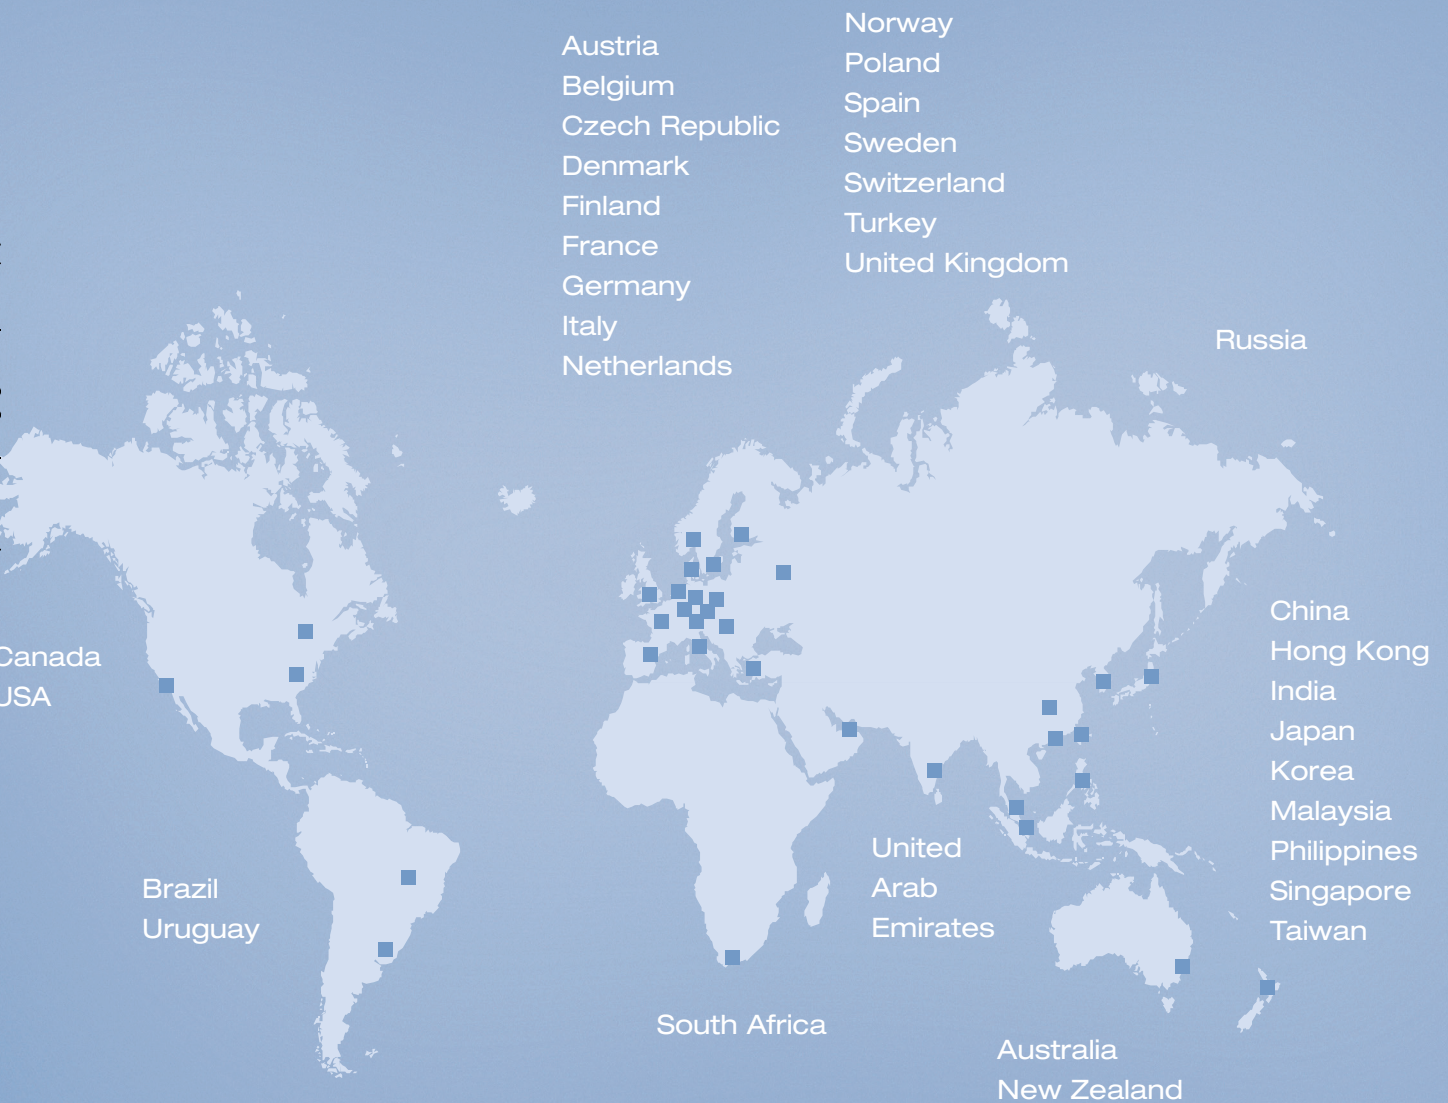 Austria
Belgium
Czech Republic
Denmark
Finland
France
Germany
Italy
Netherlands
Norway
Poland
Spain
Sweden
Switzerland
Turkey
United Kingdom
Russia
Canada
USA
China
Hong Kong
India
Japan
Korea
Malaysia
Philippines
Singapore
Taiwan
Brazil
Uruguay
United
Arab
Emirates
South Africa
Australia
New Zealand